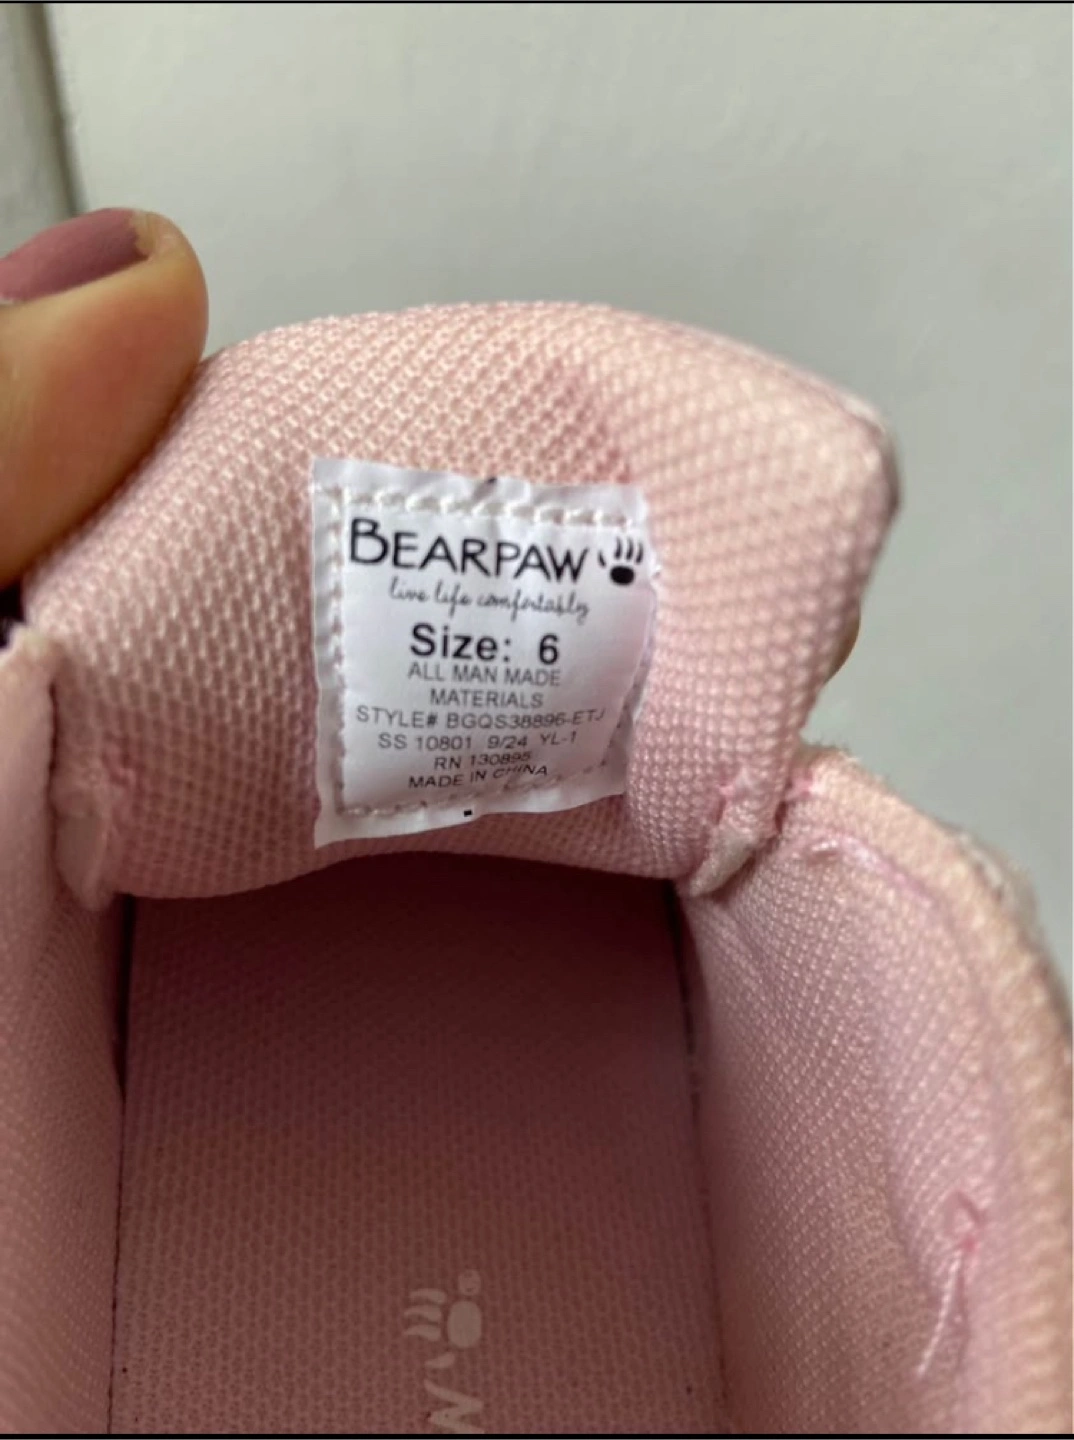 BEARPAW
live life comfortably
Size: 6
ALL MAN MADE
MATERIALS
STYLE# BGQS38896-ETJ
SS 10801 9/24 YL-1
RN 130895
MADE IN CHINA